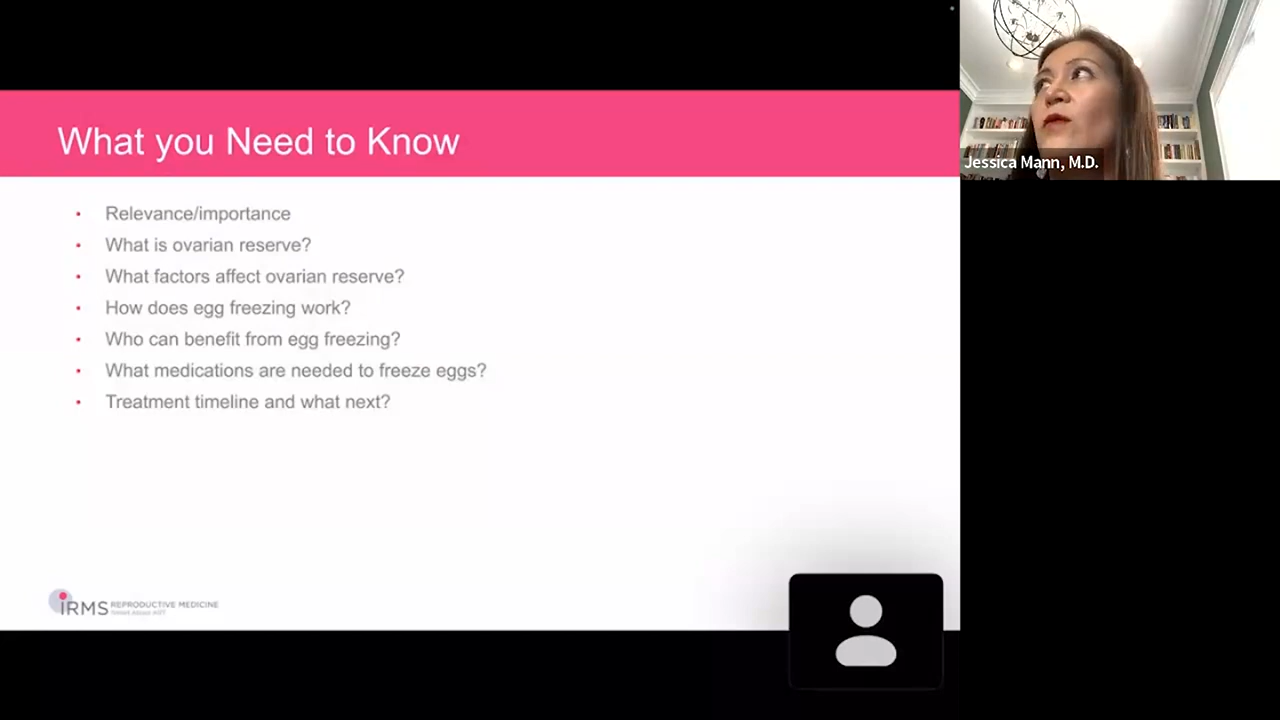 What you Need to Know
Jessica Mann, M.D.
• Relevance/importance
• What is ovarian reserve?
• What factors affect ovarian reserve?
• How does egg freezing work?
• Who can benefit from egg freezing?
• What medications are needed to freeze eggs?
• Treatment timeline and what next?
IRMS REPRODUCTIVE MEDICINE